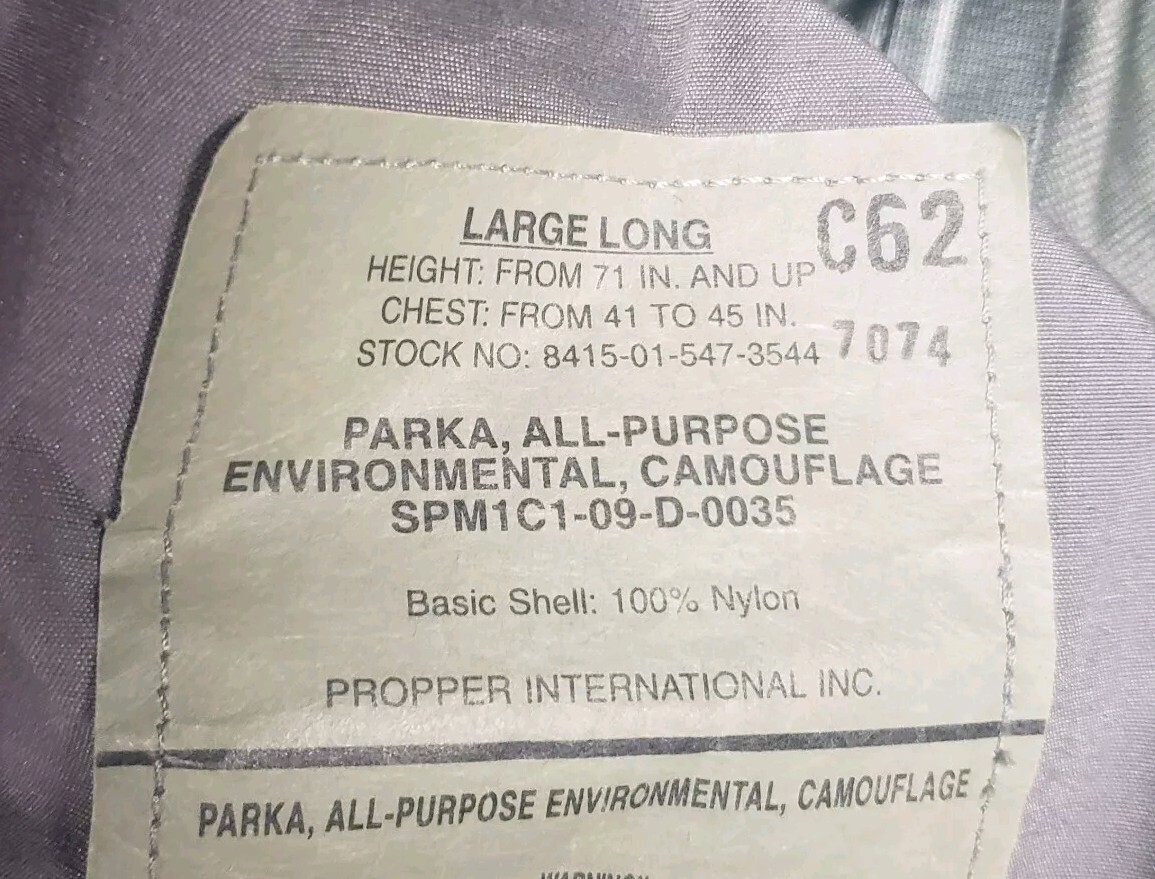 LARGE LONG
C62
HEIGHT: FROM 71 IN. AND UP
CHEST: FROM 41 TO 45 IN.
STOCK NO: 8415-01-547-3544
7074
PARKA, ALL-PURPOSE
ENVIRONMENTAL, CAMOUFLAGE
SPM1C1-09-D-0035
Basic Shell: 100% Nylon
PROPPER INTERNATIONAL INC.
PARKA, ALL-PURPOSE ENVIRONMENTAL, CAMOUFLAGE